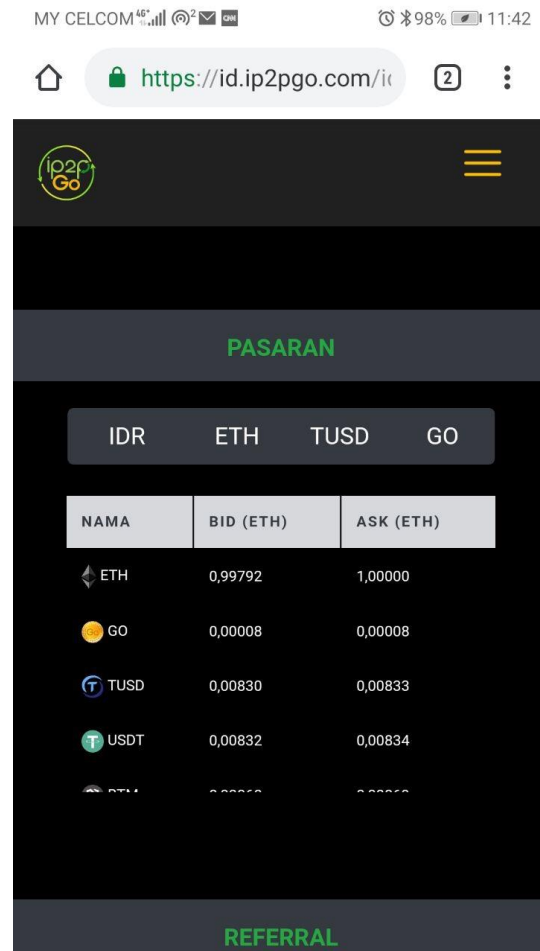 MY CELCOM 4G+ 2 CNN 98% 11:42
https://id.ip2pgo.com/i 2
ip2p
Go
PASARAN
IDR ETH TUSD GO
NAMA BID (ETH) ASK (ETH)
ETH 0,99792 1,00000
GO 0,00008 0,00008
TUSD 0,00830 0,00833
USDT 0,00832 0,00834
REFERRAL